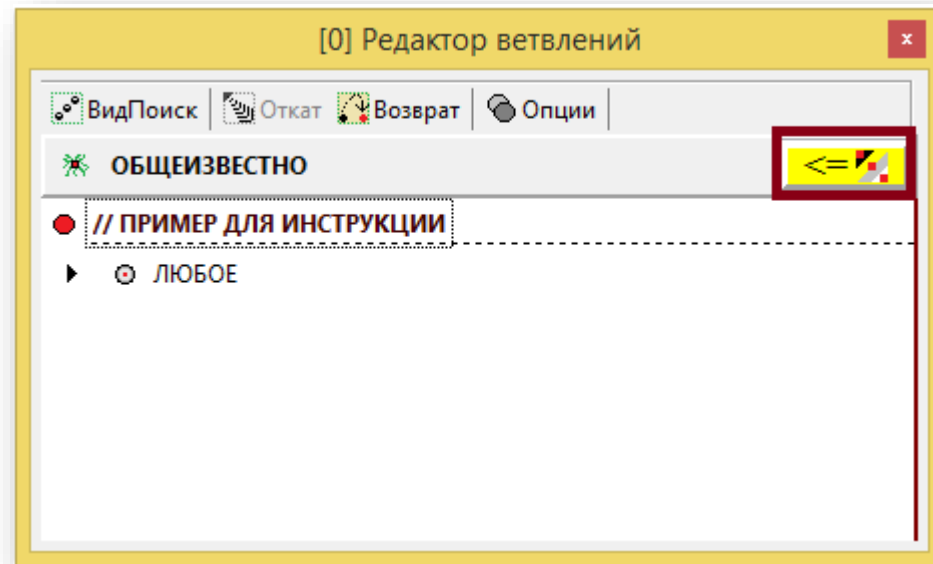 [0] Редактор ветвлений
x
ВидПоиск Откат Возврат Опции
ОБЩЕИЗВЕСТНО <=
// ПРИМЕР ДЛЯ ИНСТРУКЦИИ
ЛЮБОЕ